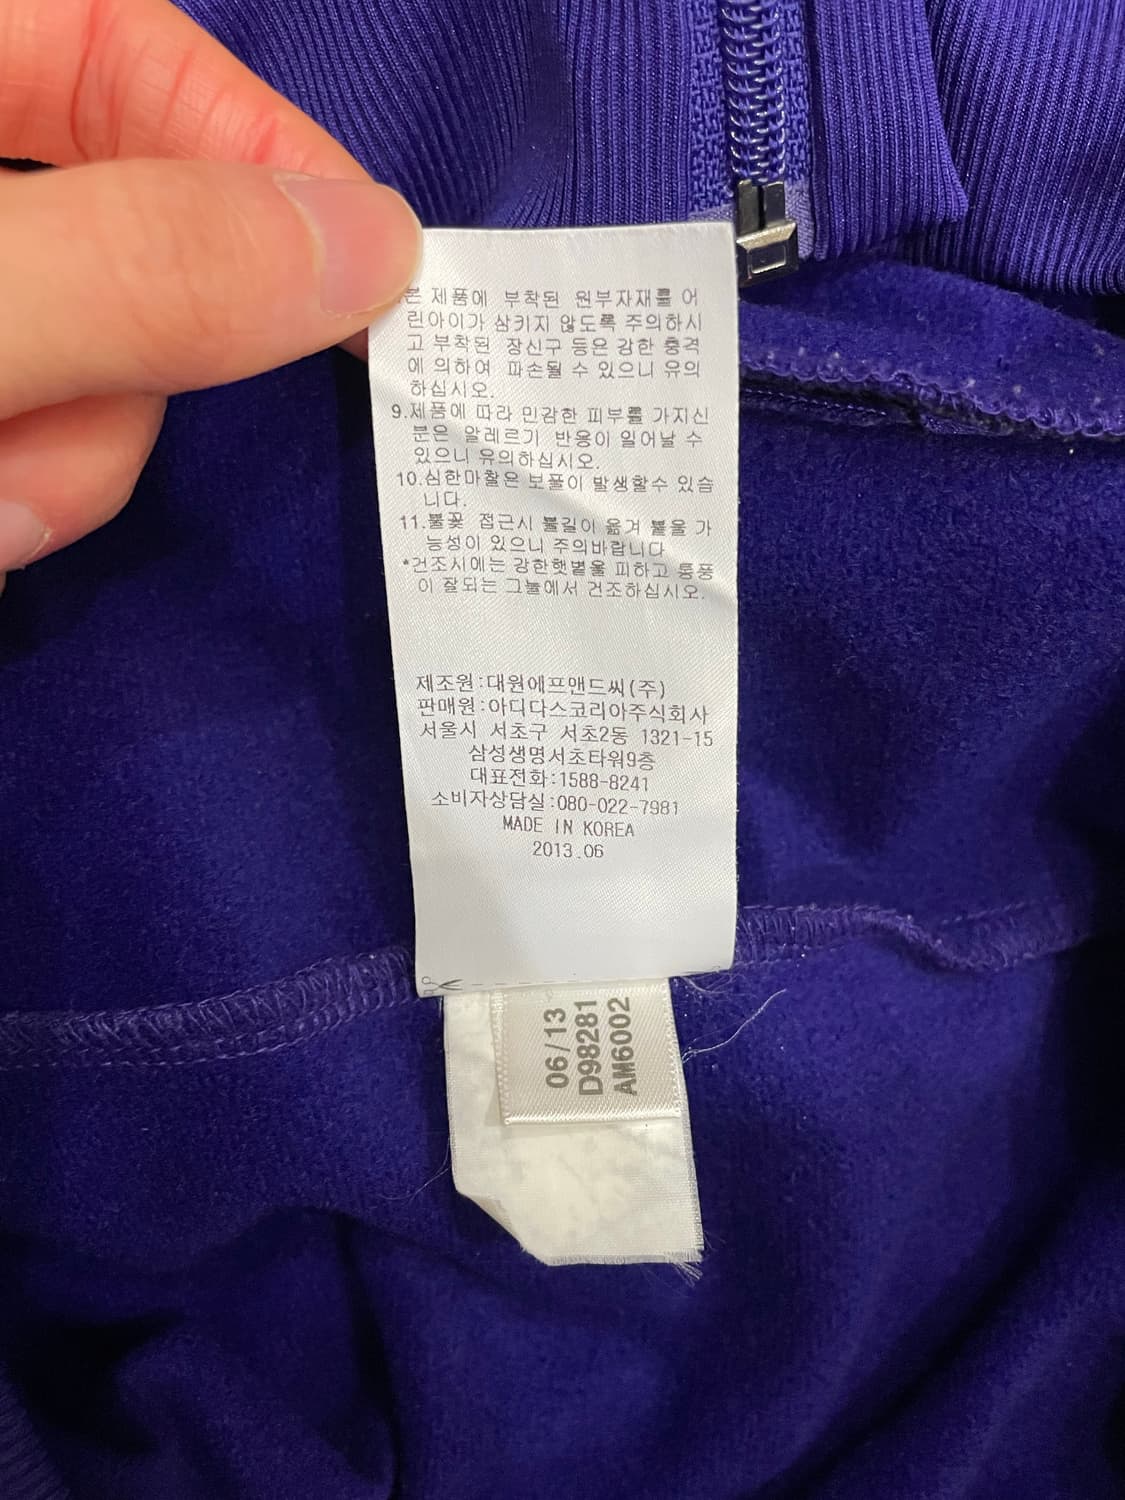 본 제품에 부착된 원부자재를 어
린아이가 삼키지 않도록 주의하시
고 부착된 장신구 등은 강한 충격
에 의하여 파손될 수 있으니 유의
하십시오.
9.제품에 따라 민감한 피부를 가지신
분은 알레르기 반응이 일어날 수
있으니 유의하십시오.
10.심한마찰은 보풀이 발생할수 있습
니다.
11.불꽃 접근시 불길이 옮겨 붙을 가
능성이 있으니 주의바랍니다
*건조시에는 강한햇볕을 피하고 통풍
이 잘되는 그늘에서 건조하십시오.
제조원:대원에프앤드씨(주)
판매원:아디다스코리아주식회사
서울시 서초구 서초2동 1321-15
삼성생명서초타워9층
대표전화:1588-8241
소비자상담실:080-022-7981
MADE IN KOREA
2013.06
06/13
D98281
AM6002